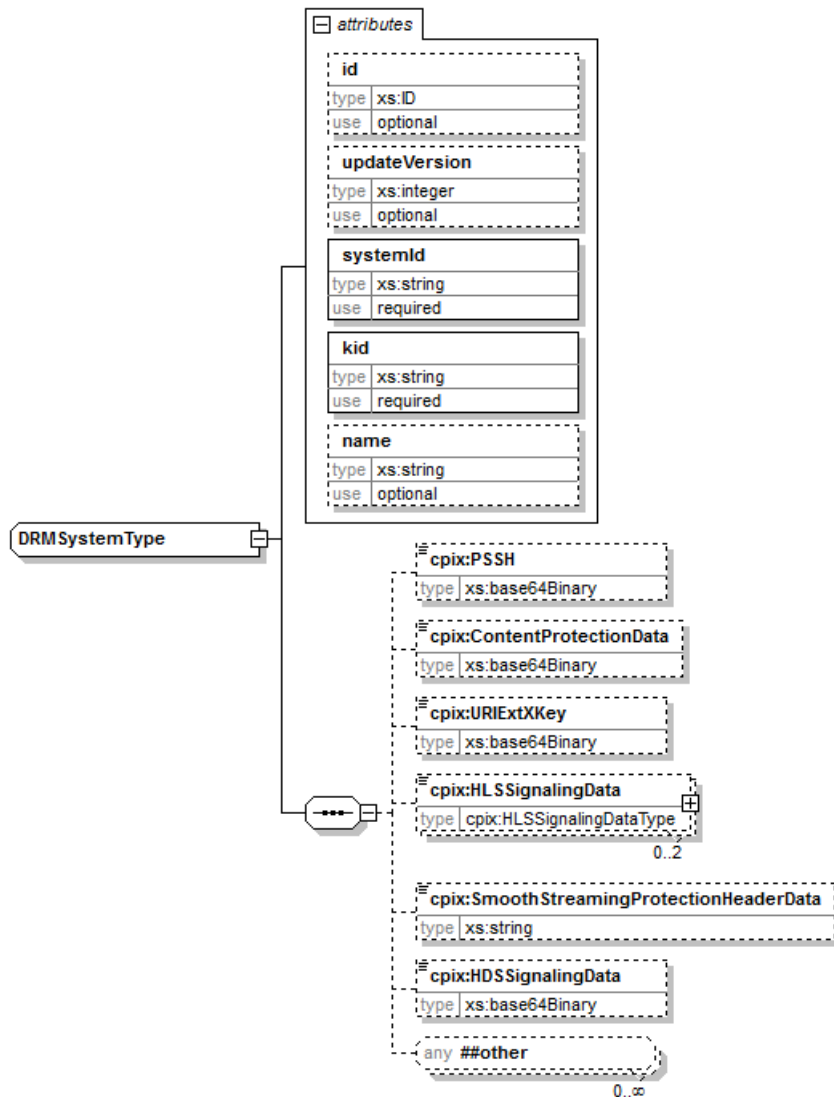 attributes
id
type xs:ID
use optional
updateVersion
type xs:integer
use optional
systemId
type xs:string
use required
kid
type xs:string
use required
name
type xs:string
use optional
DRMSystemType
cpix:PSSH
type xs:base64Binary
cpix:ContentProtectionData
type xs:base64Binary
cpix:URIExtXKey
type xs:base64Binary
cpix:HLSSignalingData
type cpix:HLSSignalingDataType
0..2
cpix:SmoothStreamingProtectionHeaderData
type xs:string
cpix:HDSSignalingData
type xs:base64Binary
any ##other
0..∞